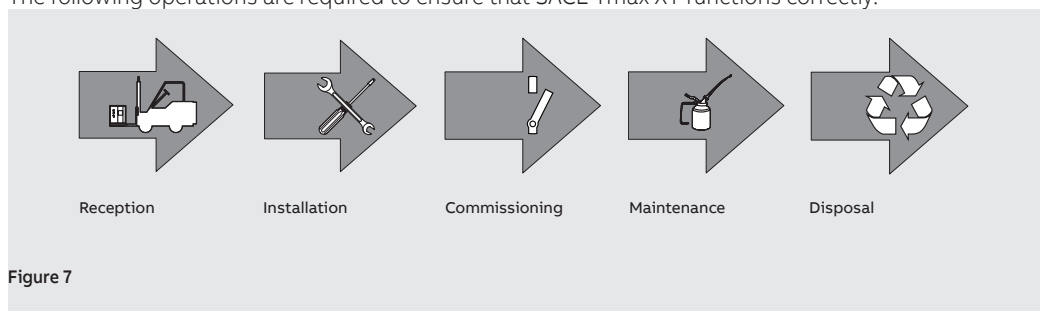 The following operations are required to ensure that SACE Tmax XT functions correctly.
Reception Installation Commissioning Maintenance Disposal
Figure 7